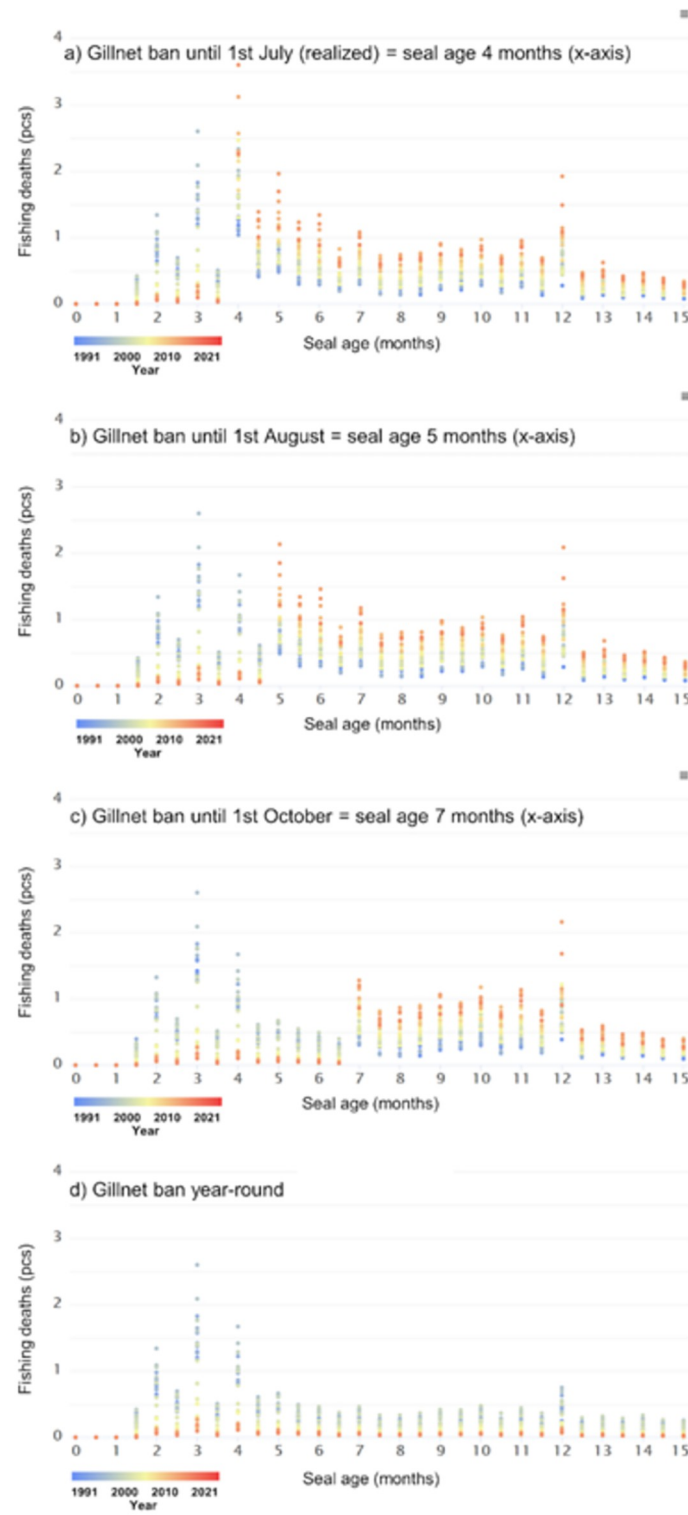 4
a) Gillnet ban until 1st July (realized) = seal age 4 months (x-axis)
3
2
1
0
Fishing deaths (pcs)
0 1 2 3 4 5 6 7 8 9 10 11 12 13 14 15
Seal age (months)
1991 2000 2010 2021
Year
4
b) Gillnet ban until 1st August = seal age 5 months (x-axis)
3
2
1
0
Fishing deaths (pcs)
0 1 2 3 4 5 6 7 8 9 10 11 12 13 14 15
Seal age (months)
1991 2000 2010 2021
Year
4
c) Gillnet ban until 1st October = seal age 7 months (x-axis)
3
2
1
0
Fishing deaths (pcs)
0 1 2 3 4 5 6 7 8 9 10 11 12 13 14 15
Seal age (months)
1991 2000 2010 2021
Year
4
d) Gillnet ban year-round
3
2
1
0
Fishing deaths (pcs)
0 1 2 3 4 5 6 7 8 9 10 11 12 13 14 15
Seal age (months)
1991 2000 2010 2021
Year